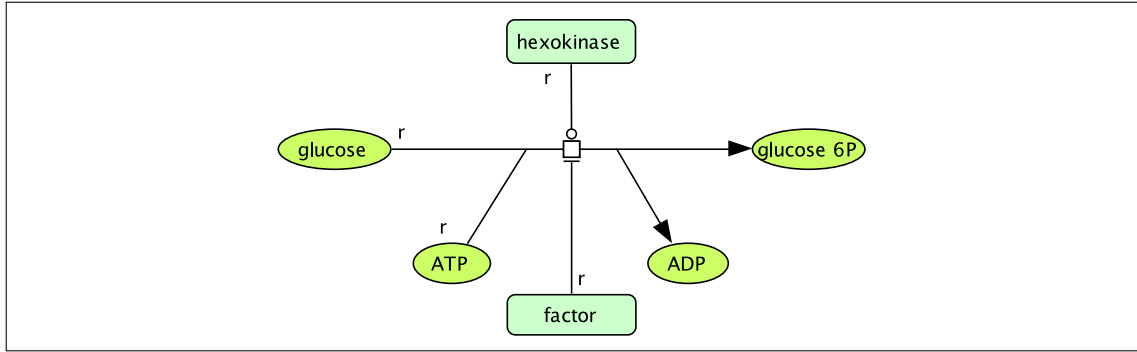 hexokinase
r
glucose
r
glucose 6P
r
ATP
ADP
r
factor